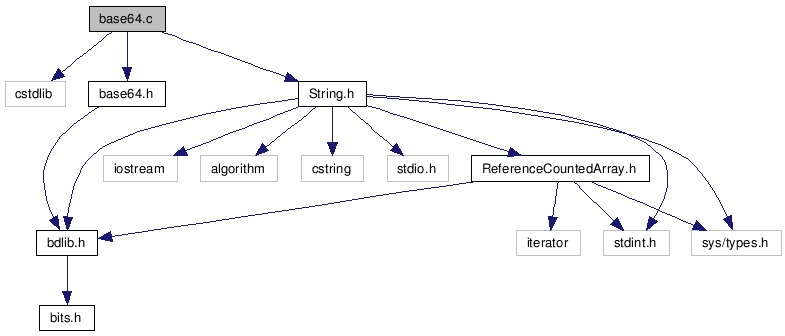 base64.c
cstdlib
base64.h
String.h
iostream
algorithm
cstring
stdio.h
ReferenceCountedArray.h
bdlib.h
iterator
stdint.h
sys/types.h
bits.h